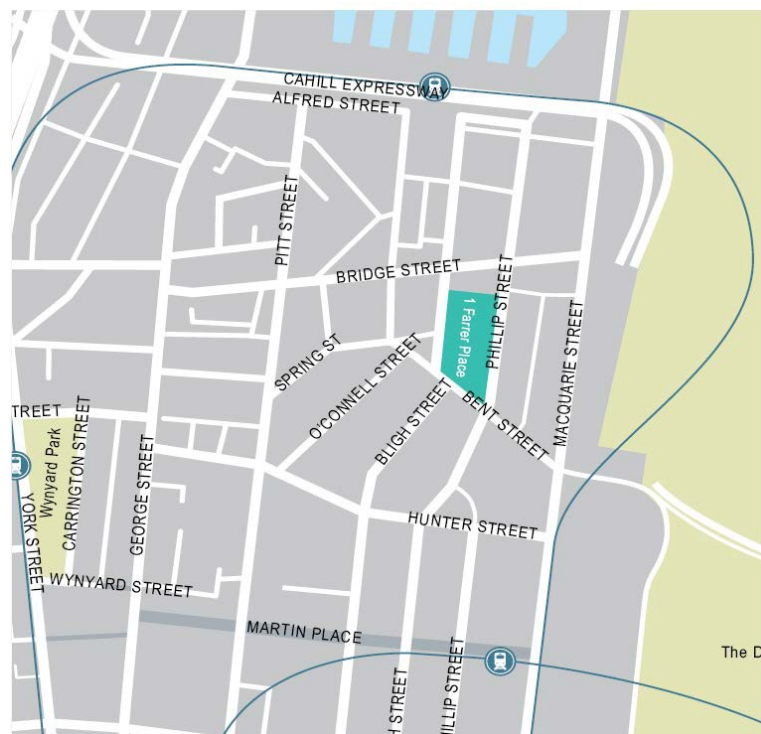 CAHILL EXPRESSWAY
ALFRED STREET
PITT STREET
BRIDGE STREET
PHILLIP STREET
1 Farrer Place
MACQUARIE STREET
SPRING ST
O'CONNELL STREET
BLIGH STREET
BENT STREET
TREET
Wynyard Park
CARRINGTON STREET
GEORGE STREET
YORK STREET
HUNTER STREET
WYNYARD STREET
MARTIN PLACE
The D
H STREET
ILLIP STREET